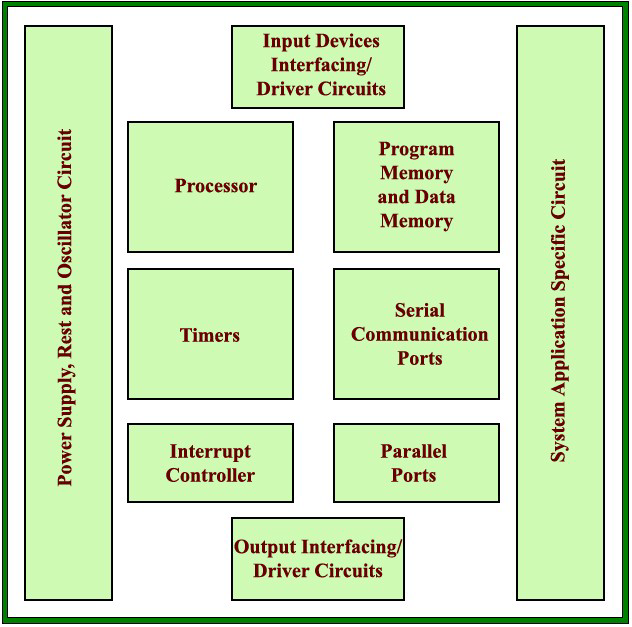 Input Devices
Interfacing/
Driver Circuits
Power Supply, Rest and Oscillator Circuit
Processor
Program
Memory
and Data
Memory
System Application Specific Circuit
Timers
Serial
Communication
Ports
Interrupt
Controller
Parallel
Ports
Output Interfacing/
Driver Circuits